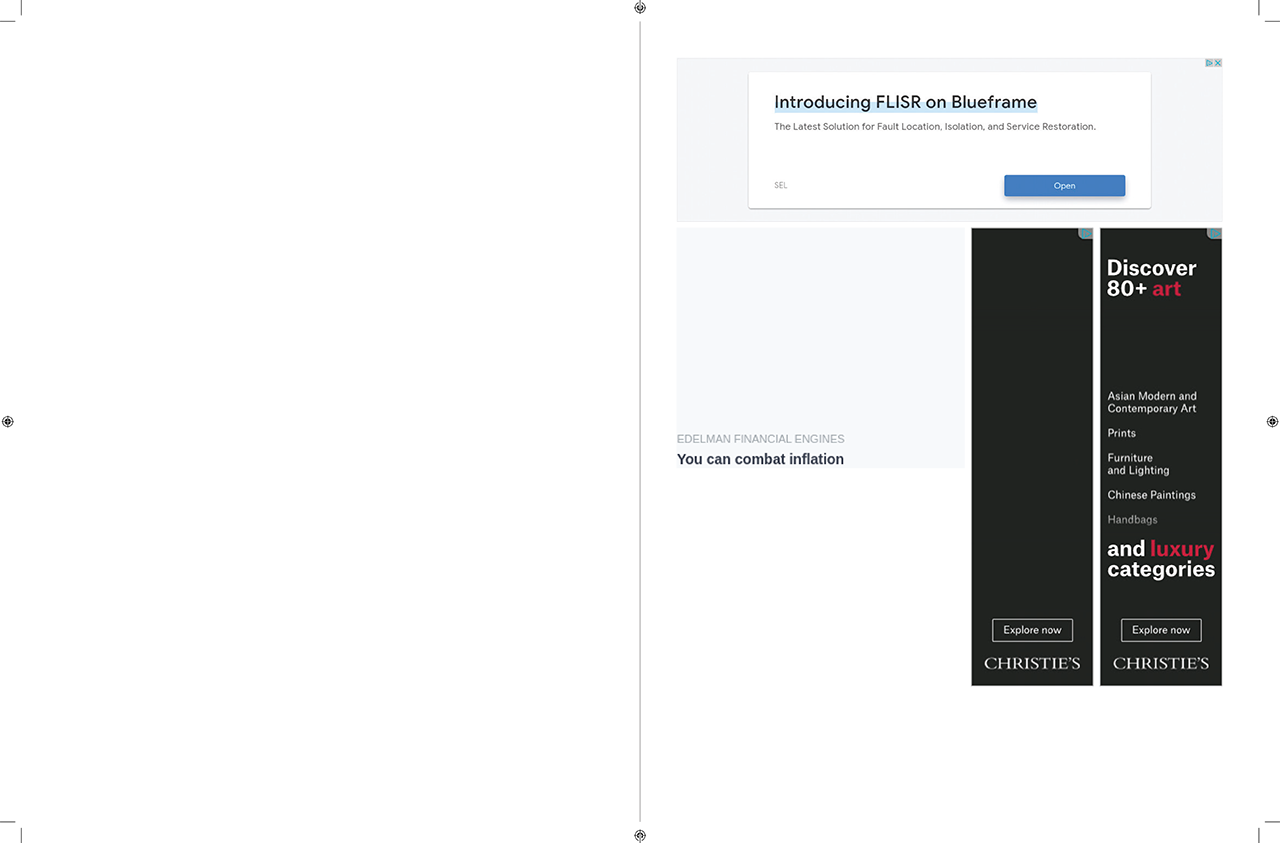 Introducing FLISR on Blueframe
The Latest Solution for Fault Location, Isolation, and Service Restoration.
SEL
Open
EDELMAN FINANCIAL ENGINES
You can combat inflation
Explore now
CHRISTIE'S
Discover
80+ art
Asian Modern and
Contemporary Art
Prints
Furniture
and Lighting
Chinese Paintings
Handbags
and luxury
categories
Explore now
CHRISTIE'S